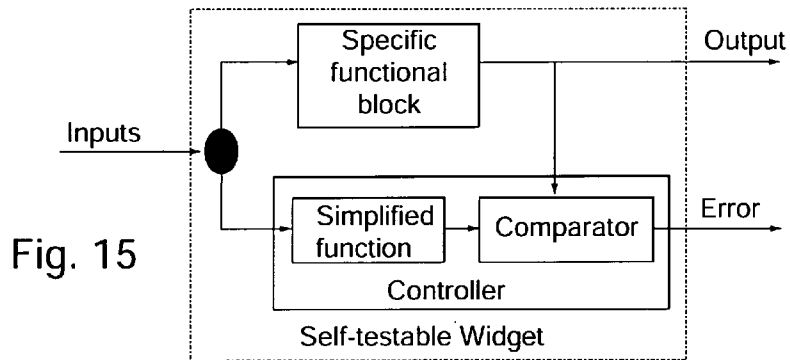 Specific
functional
block
Output
Inputs
Simplified
function
Comparator
Error
Fig. 15
Controller
Self-testable Widget